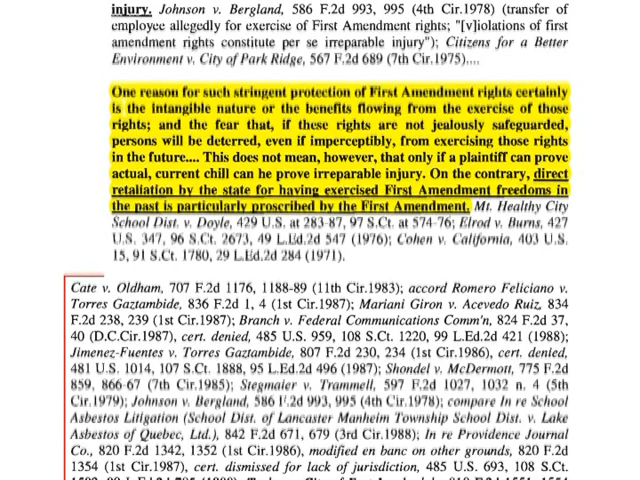 injury. Johnson v. Bergland, 586 F.2d 993, 995 (4th Cir.1978) (transfer of
employee allegedly for exercise of First Amendment rights; "[v]iolations of first
amendment rights constitute per se irreparable injury"); Citizens for a Better
Environment v. City of Park Ridge, 567 F.2d 689 (7th Cir.1975)....
One reason for such stringent protection of First Amendment rights certainly
is the intangible nature or the benefits flowing from the exercise of those
rights; and the fear that, if these rights are not jealously safeguarded,
persons will be deterred, even if imperceptibly, from exercising those rights
in the future.... This does not mean, however, that only if a plaintiff can prove
actual, current chill can he prove irreparable injury. On the contrary, direct
retaliation by the state for having exercised First Amendment freedoms in
the past is particularly proscribed by the First Amendment. Mt. Healthy City
School Dist. v. Doyle, 429 U.S. at 283-87, 97 S.Ct. at 574-76; Elrod v. Burns, 427
U.S. 347, 96 S.Ct. 2673, 49 L.Ed.2d 547 (1976); Cohen v. California, 403 U.S.
15, 91 S.Ct. 1780, 29 L.Ed.2d 284 (1971).
Cate v. Oldham, 707 F.2d 1176, 1188-89 (11th Cir.1983); accord Romero Feliciano v.
Torres Gaztambide, 836 F.2d 1, 4 (1st Cir.1987); Mariani Giron v. Acevedo Ruiz, 834
F.2d 238, 239 (1st Cir.1987); Branch v. Federal Communications Comm'n, 824 F.2d 37,
40 (D.C.Cir.1987), cert. denied, 485 U.S. 959, 108 S.Ct. 1220, 99 L.Ed.2d 421 (1988);
Jimenez-Fuentes v. Torres Gaztambide, 807 F.2d 230, 234 (1st Cir.1986), cert. denied,
481 U.S. 1014, 107 S.Ct. 1888, 95 L.Ed.2d 496 (1987); Shondel v. McDermott, 775 F.2d
859, 866-67 (7th Cir.1985); Stegmaier v. Trammell, 597 F.2d 1027, 1032 n. 4 (5th
Cir.1979); Johnson v. Bergland, 586 F.2d 993, 995 (4th Cir.1978); compare In re School
Asbestos Litigation (School Dist. of Lancaster Manheim Township School Dist. v. Lake
Asbestos of Quebec, Ltd.), 842 F.2d 671, 679 (3rd Cir.1988); In re Providence Journal
Co., 820 F.2d 1342, 1352 (1st Cir.1986), modified en banc on other grounds, 820 F.2d
1354 (1st Cir.1987), cert. dismissed for lack of jurisdiction, 485 U.S. 693, 108 S.Ct.